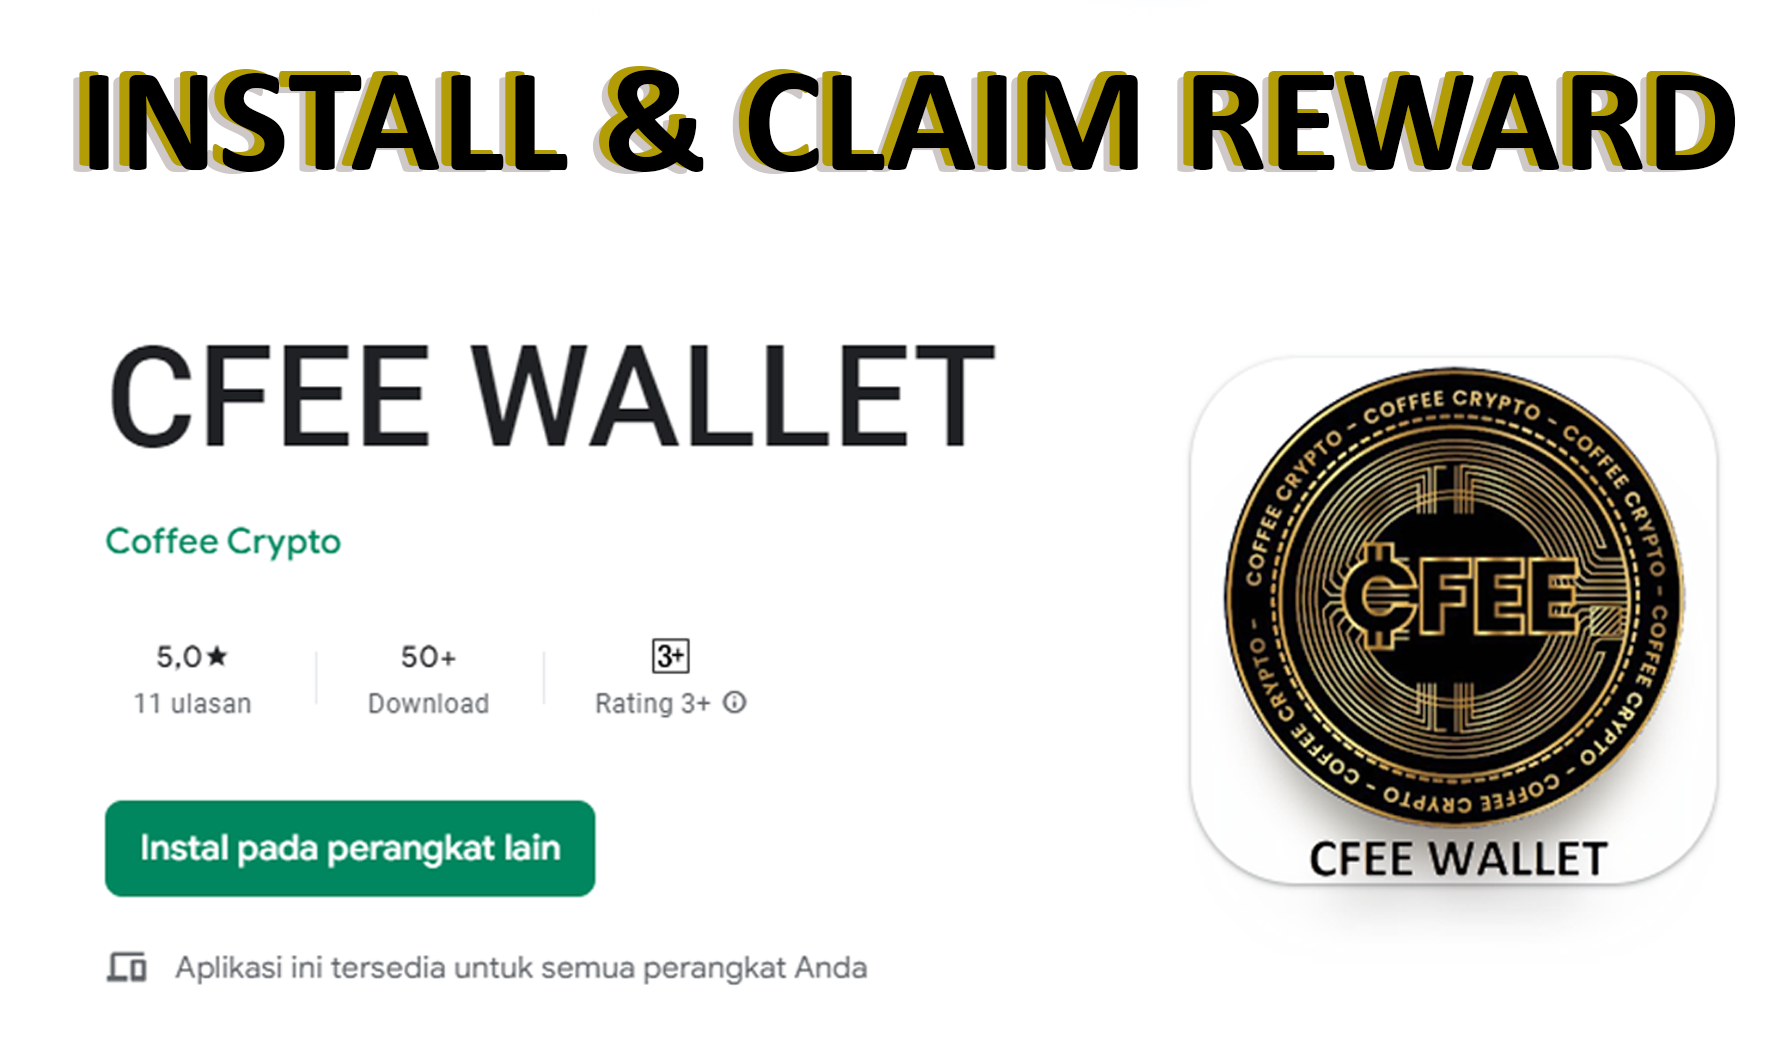 INSTALL & CLAIM REWARD
CFEE WALLET
Coffee Crypto
5,0★
11 ulasan
50+
Download
3+
Rating 3+
Instal pada perangkat lain
Aplikasi ini tersedia untuk semua perangkat Anda
COFFEE CRYPTO - COFFEE CRYPTO - COFFEE CRYPTO - COFFEE CRYPTO - COFFEE CRYPTO - COFFEE CRYPTO -
CFEE
CFEE WALLET